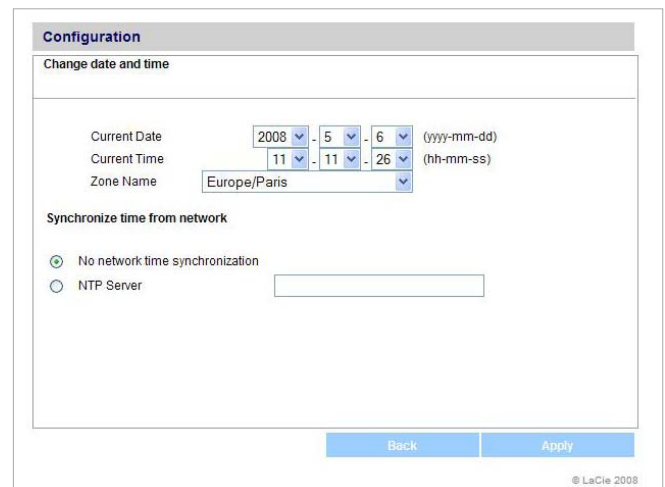 Configuration
Change date and time
Current Date 2008 - 5 - 6 (yyyy-mm-dd)
Current Time 11 - 11 - 26 (hh-mm-ss)
Zone Name Europe/Paris
Synchronize time from network
No network time synchronization
NTP Server
Back Apply
© LaCie 2008